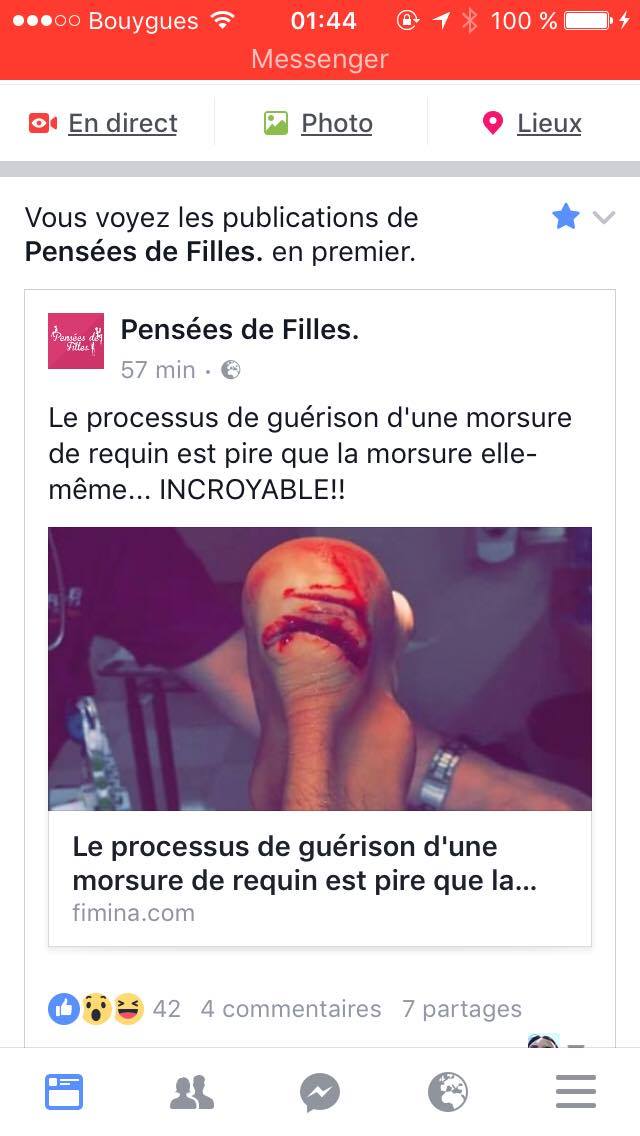 Bouygues 01:44 100 %
Messenger
En direct Photo Lieux
Vous voyez les publications de
Pensées de Filles. en premier.
Pensées de Filles
Pensées de Filles.
57 min ·
Le processus de guérison d'une morsure
de requin est pire que la morsure elle-
même... INCROYABLE!!
Le processus de guérison d'une
morsure de requin est pire que la...
fimina.com
42 4 commentaires 7 partages